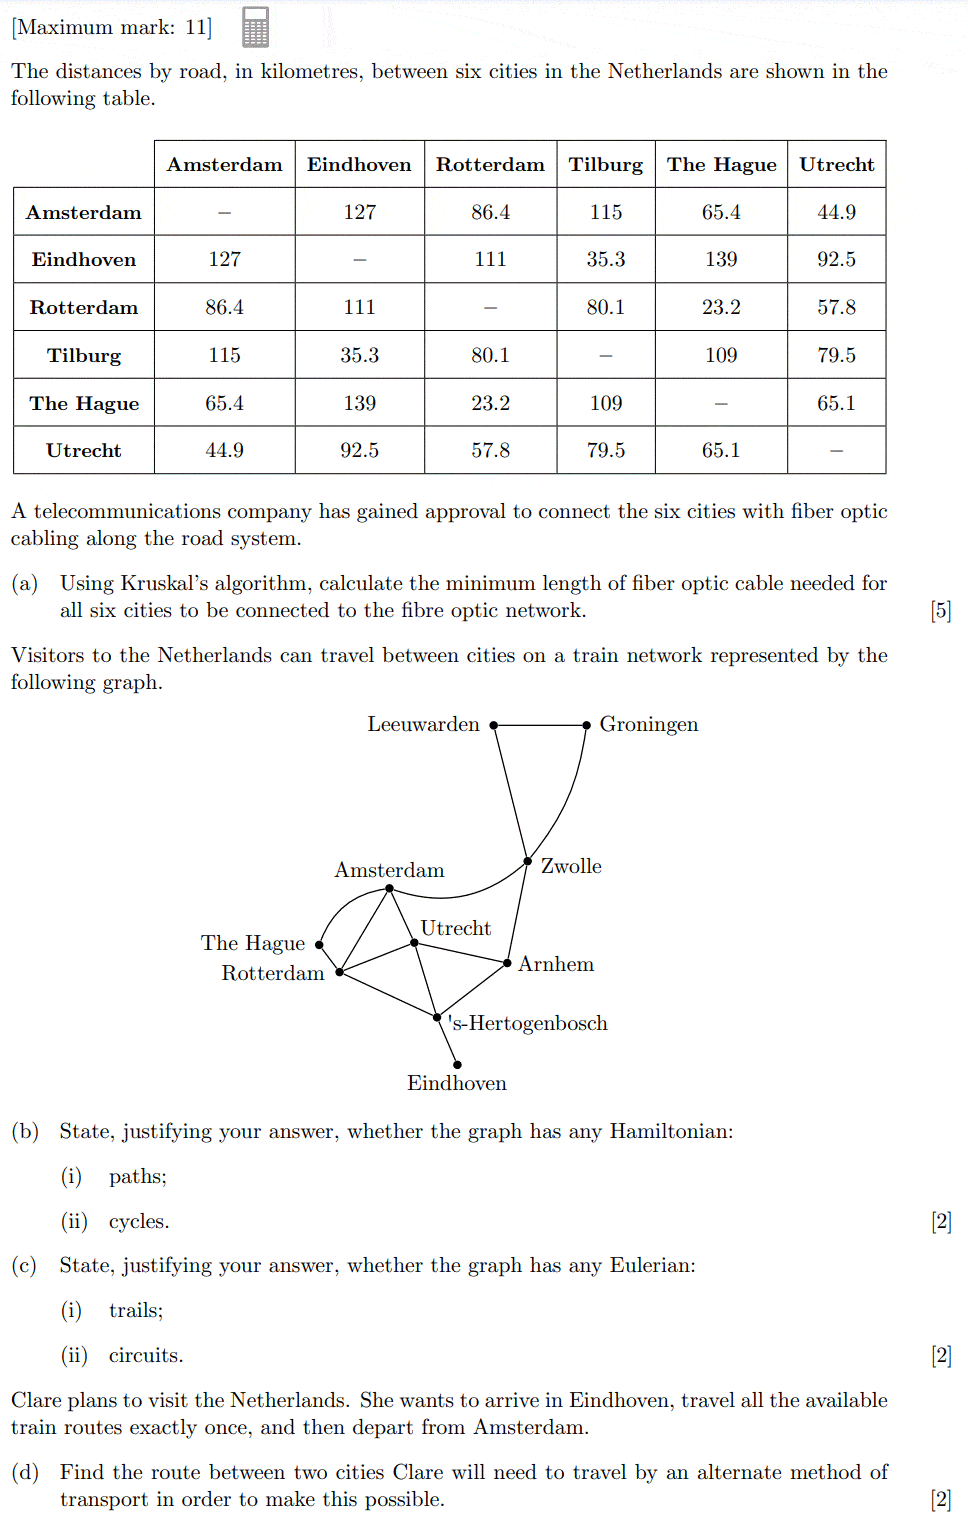 [Maximum mark: 11]
The distances by road, in kilometres, between six cities in the Netherlands are shown in the
following table.
Amsterdam Eindhoven Rotterdam Tilburg The Hague Utrecht
Amsterdam – 127 86.4 115 65.4 44.9
Eindhoven 127 – 111 35.3 139 92.5
Rotterdam 86.4 111 – 80.1 23.2 57.8
Tilburg 115 35.3 80.1 – 109 79.5
The Hague 65.4 139 23.2 109 – 65.1
Utrecht 44.9 92.5 57.8 79.5 65.1 –
A telecommunications company has gained approval to connect the six cities with fiber optic
cabling along the road system.
(a) Using Kruskal's algorithm, calculate the minimum length of fiber optic cable needed for
all six cities to be connected to the fibre optic network. [5]
Visitors to the Netherlands can travel between cities on a train network represented by the
following graph.
Leeuwarden Groningen
Zwolle
Amsterdam
Utrecht
The Hague
Arnhem
Rotterdam
's-Hertogenbosch
Eindhoven
(b) State, justifying your answer, whether the graph has any Hamiltonian:
(i) paths;
(ii) cycles. [2]
(c) State, justifying your answer, whether the graph has any Eulerian:
(i) trails;
(ii) circuits. [2]
Clare plans to visit the Netherlands. She wants to arrive in Eindhoven, travel all the available
train routes exactly once, and then depart from Amsterdam.
(d) Find the route between two cities Clare will need to travel by an alternate method of
transport in order to make this possible. [2]